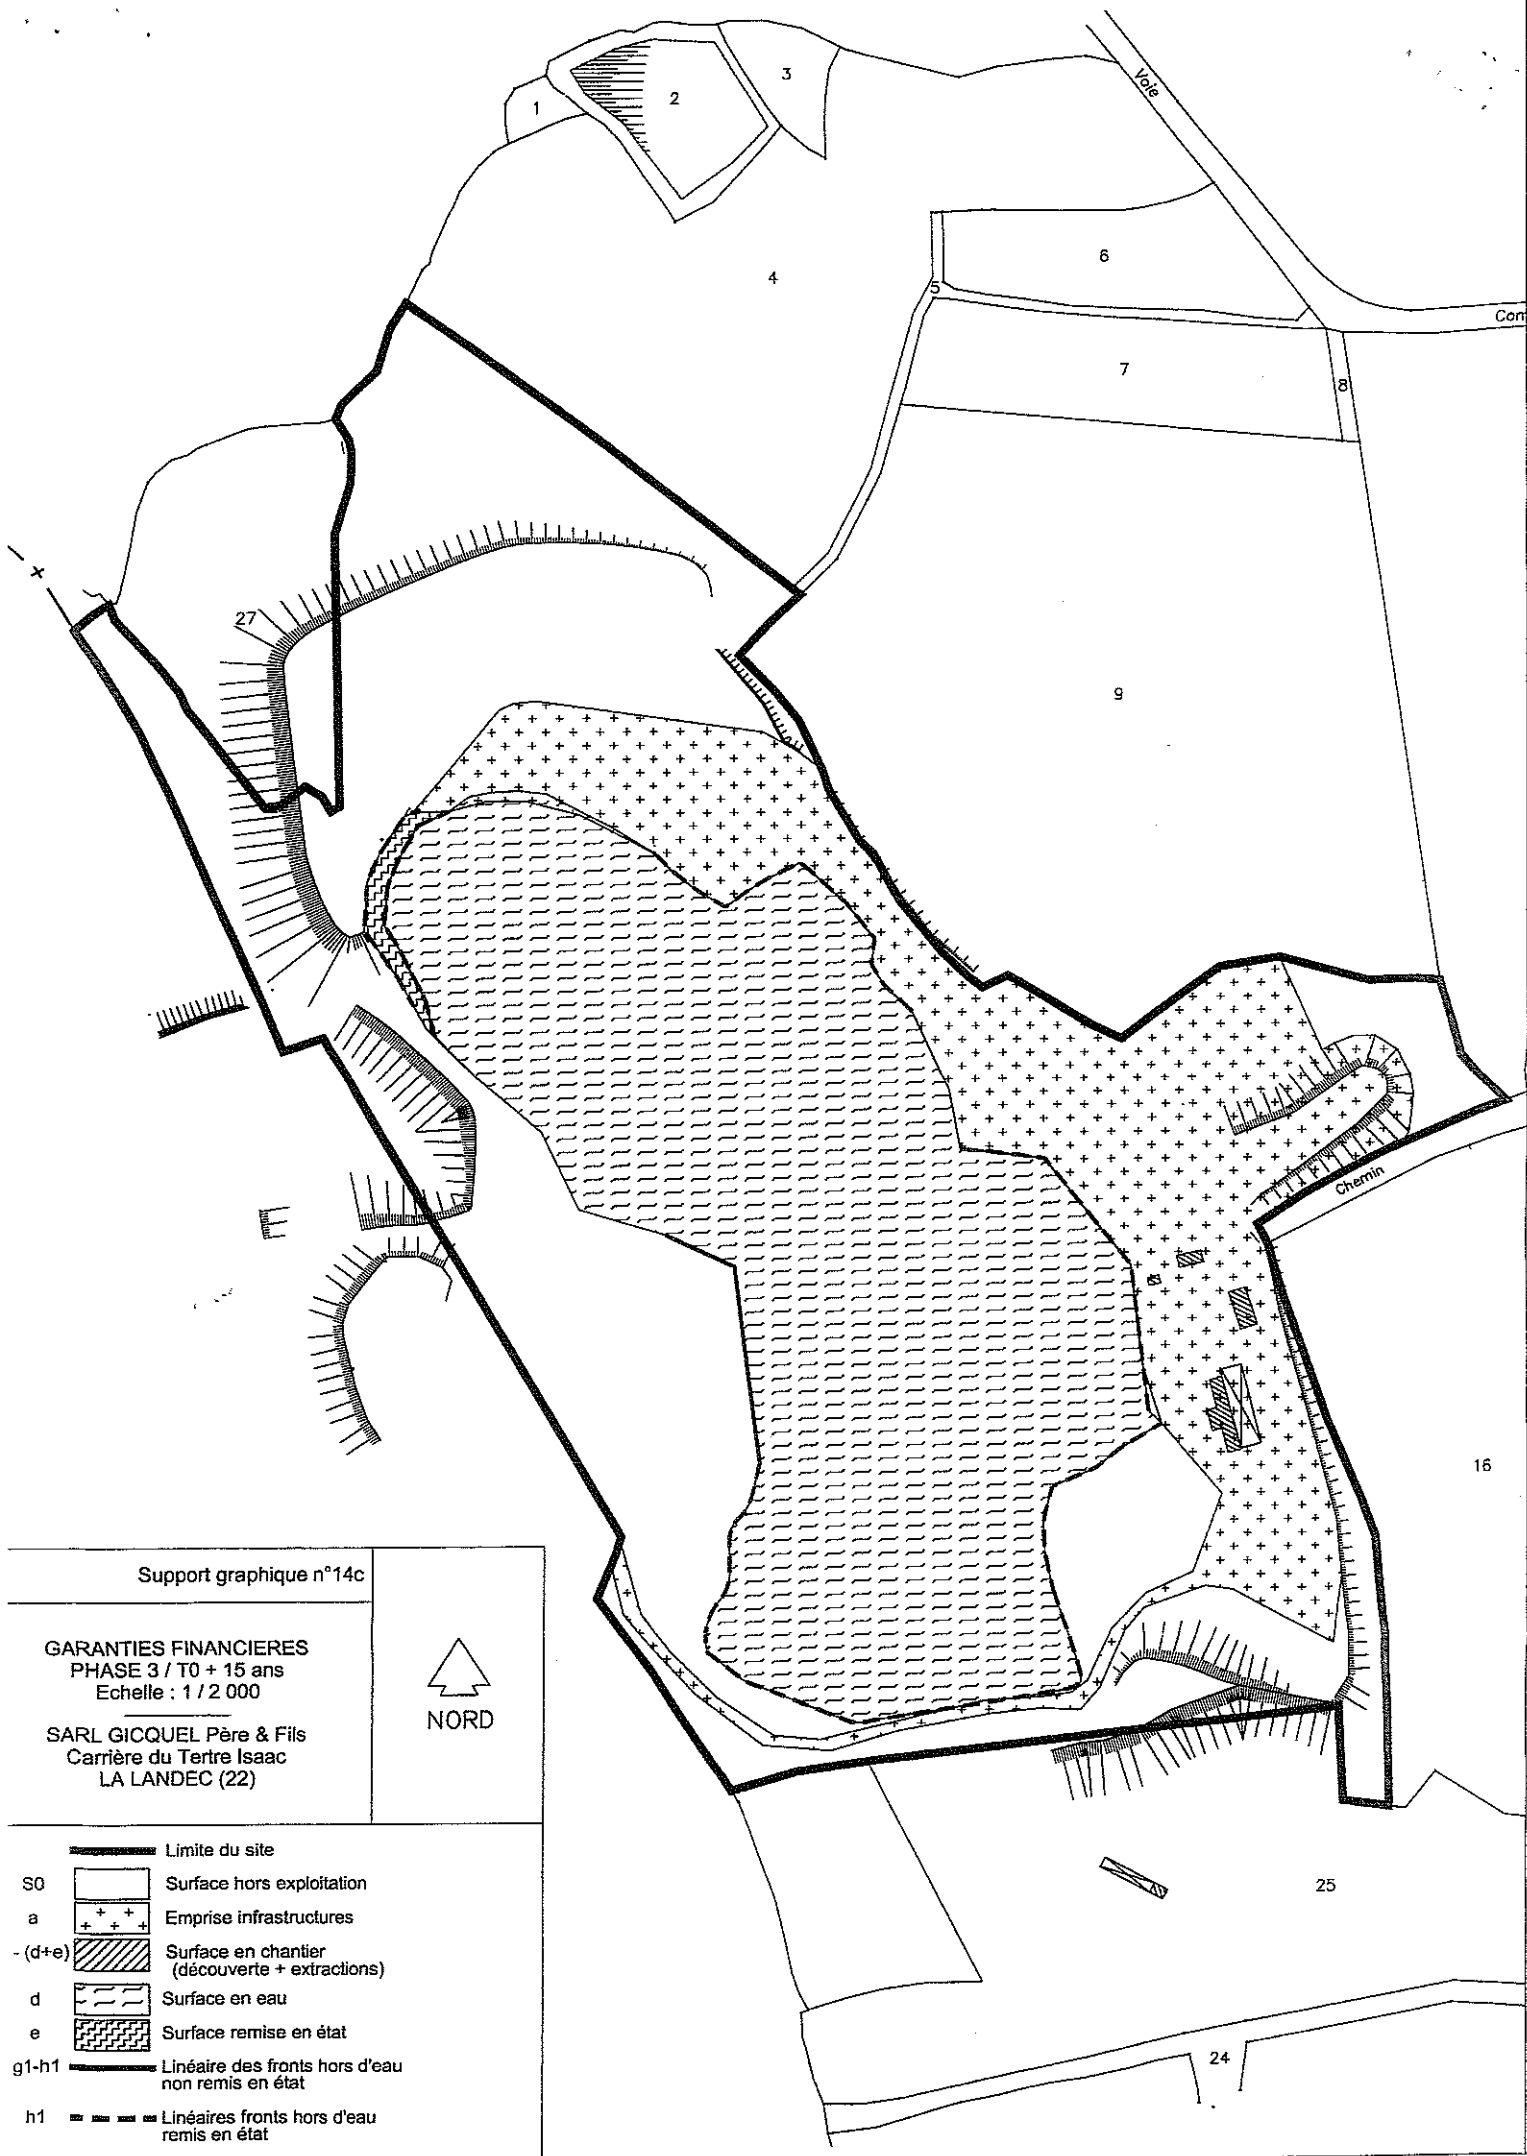 Voie
1
2
3
4
5
6
Com
7
8
27
9
Chemin
16
Support graphique n°14c
GARANTIES FINANCIERES
PHASE 3 / T0 + 15 ans
Echelle : 1 / 2 000
SARL GICQUEL Père & Fils
Carrière du Tertre Isaac
LA LANDEC (22)
NORD
Limite du site
S0 Surface hors exploitation
a Emprise infrastructures
- (d+e) Surface en chantier
(découverte + extractions)
d Surface en eau
e Surface remise en état
g1-h1 Linéaire des fronts hors d'eau
non remis en état
h1 Linéaires fronts hors d'eau
remis en état
25
24